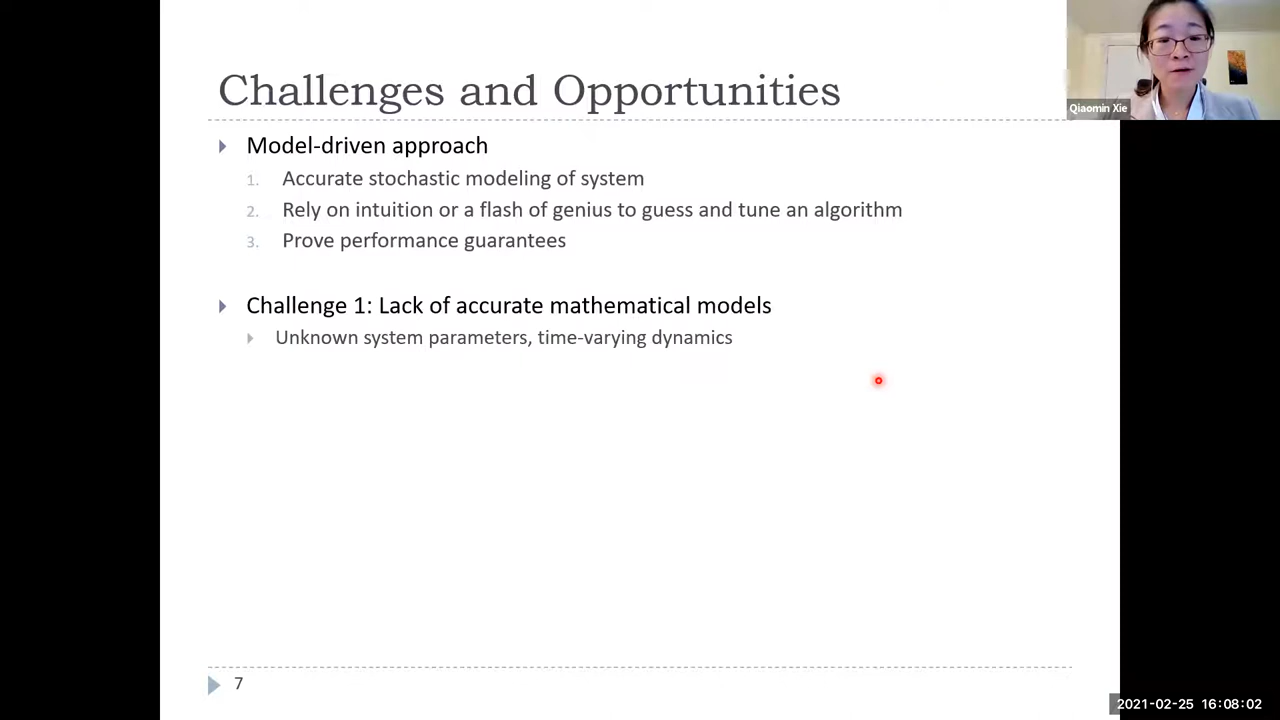 Challenges and Opportunities
Qiaomin Xie
Model-driven approach
1. Accurate stochastic modeling of system
2. Rely on intuition or a flash of genius to guess and tune an algorithm
3. Prove performance guarantees
Challenge 1: Lack of accurate mathematical models
Unknown system parameters, time-varying dynamics
7
2021-02-25 16:08:02